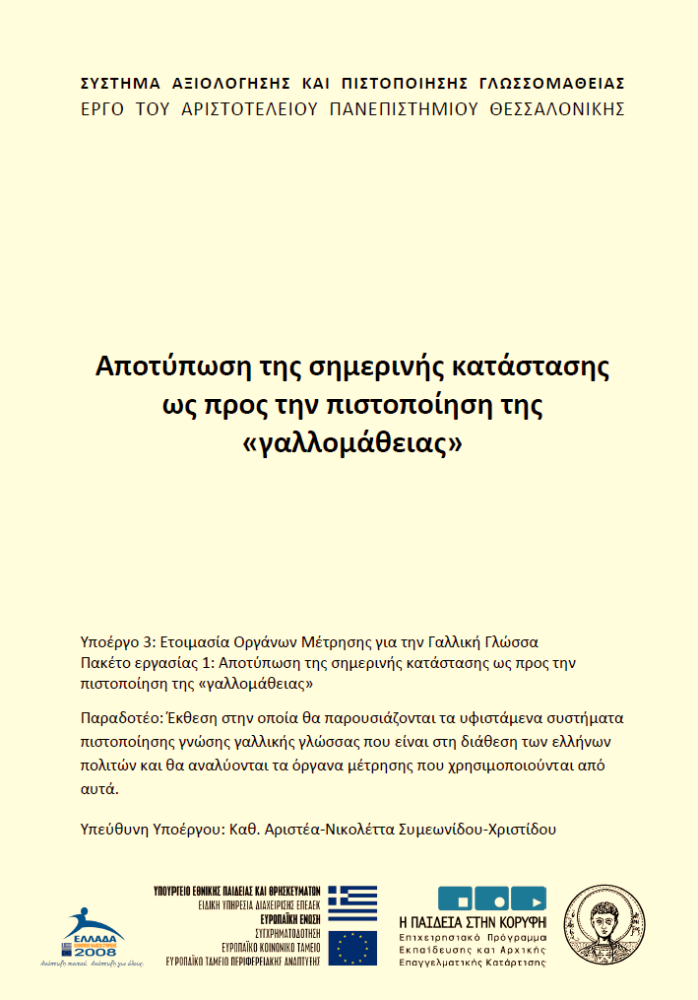 ΣΥΣΤΗΜΑ ΑΞΙΟΛΟΓΗΣΗΣ ΚΑΙ ΠΙΣΤΟΠΟΙΗΣΗΣ ΓΛΩΣΣΟΜΑΘΕΙΑΣ
ΕΡΓΟ ΤΟΥ ΑΡΙΣΤΟΤΕΛΕΙΟΥ ΠΑΝΕΠΙΣΤΗΜΙΟΥ ΘΕΣΣΑΛΟΝΙΚΗΣ
Αποτύπωση της σημερινής κατάστασης
ως προς την πιστοποίηση της
«γαλλομάθειας»
Υποέργο 3: Ετοιμασία Οργάνων Μέτρησης για την Γαλλική Γλώσσα
Πακέτο εργασίας 1: Αποτύπωση της σημερινής κατάστασης ως προς την
πιστοποίηση της «γαλλομάθειας»
Παραδοτέο: Έκθεση στην οποία θα παρουσιάζονται τα υφιστάμενα συστήματα
πιστοποίησης γνώσης γαλλικής γλώσσας που είναι στη διάθεση των ελλήνων
πολιτών και θα αναλύονται τα όργανα μέτρησης που χρησιμοποιούνται από
αυτά.
Υπεύθυνη Υποέργου: Καθ. Αριστέα-Νικολέττα Συμεωνίδου-Χριστίδου
ΕΛΛΑΔΑ
2008
Ανάπτυξη παντού. Ανάπτυξη για όλους.
ΥΠΟΥΡΓΕΙΟ ΕΘΝΙΚΗΣ ΠΑΙΔΕΙΑΣ ΚΑΙ ΘΡΗΣΚΕΥΜΑΤΩΝ
ΕΙΔΙΚΗ ΥΠΗΡΕΣΙΑ ΔΙΑΧΕΙΡΙΣΗΣ ΕΠΕΑΕΚ
ΕΥΡΩΠΑΪΚΗ ΕΝΩΣΗ
ΣΥΓΧΡΗΜΑΤΟΔΟΤΗΣΗ
ΕΥΡΩΠΑΪΚΟ ΚΟΙΝΩΝΙΚΟ ΤΑΜΕΙΟ
ΕΥΡΩΠΑΪΚΟ ΤΑΜΕΙΟ ΠΕΡΙΦΕΡΕΙΑΚΗΣ ΑΝΑΠΤΥΞΗΣ
Η ΠΑΙΔΕΙΑ ΣΤΗΝ ΚΟΡΥΦΗ
Επιχειρησιακό Πρόγραμμα
Εκπαίδευσης και Αρχικής
Επαγγελματικής Κατάρτισης